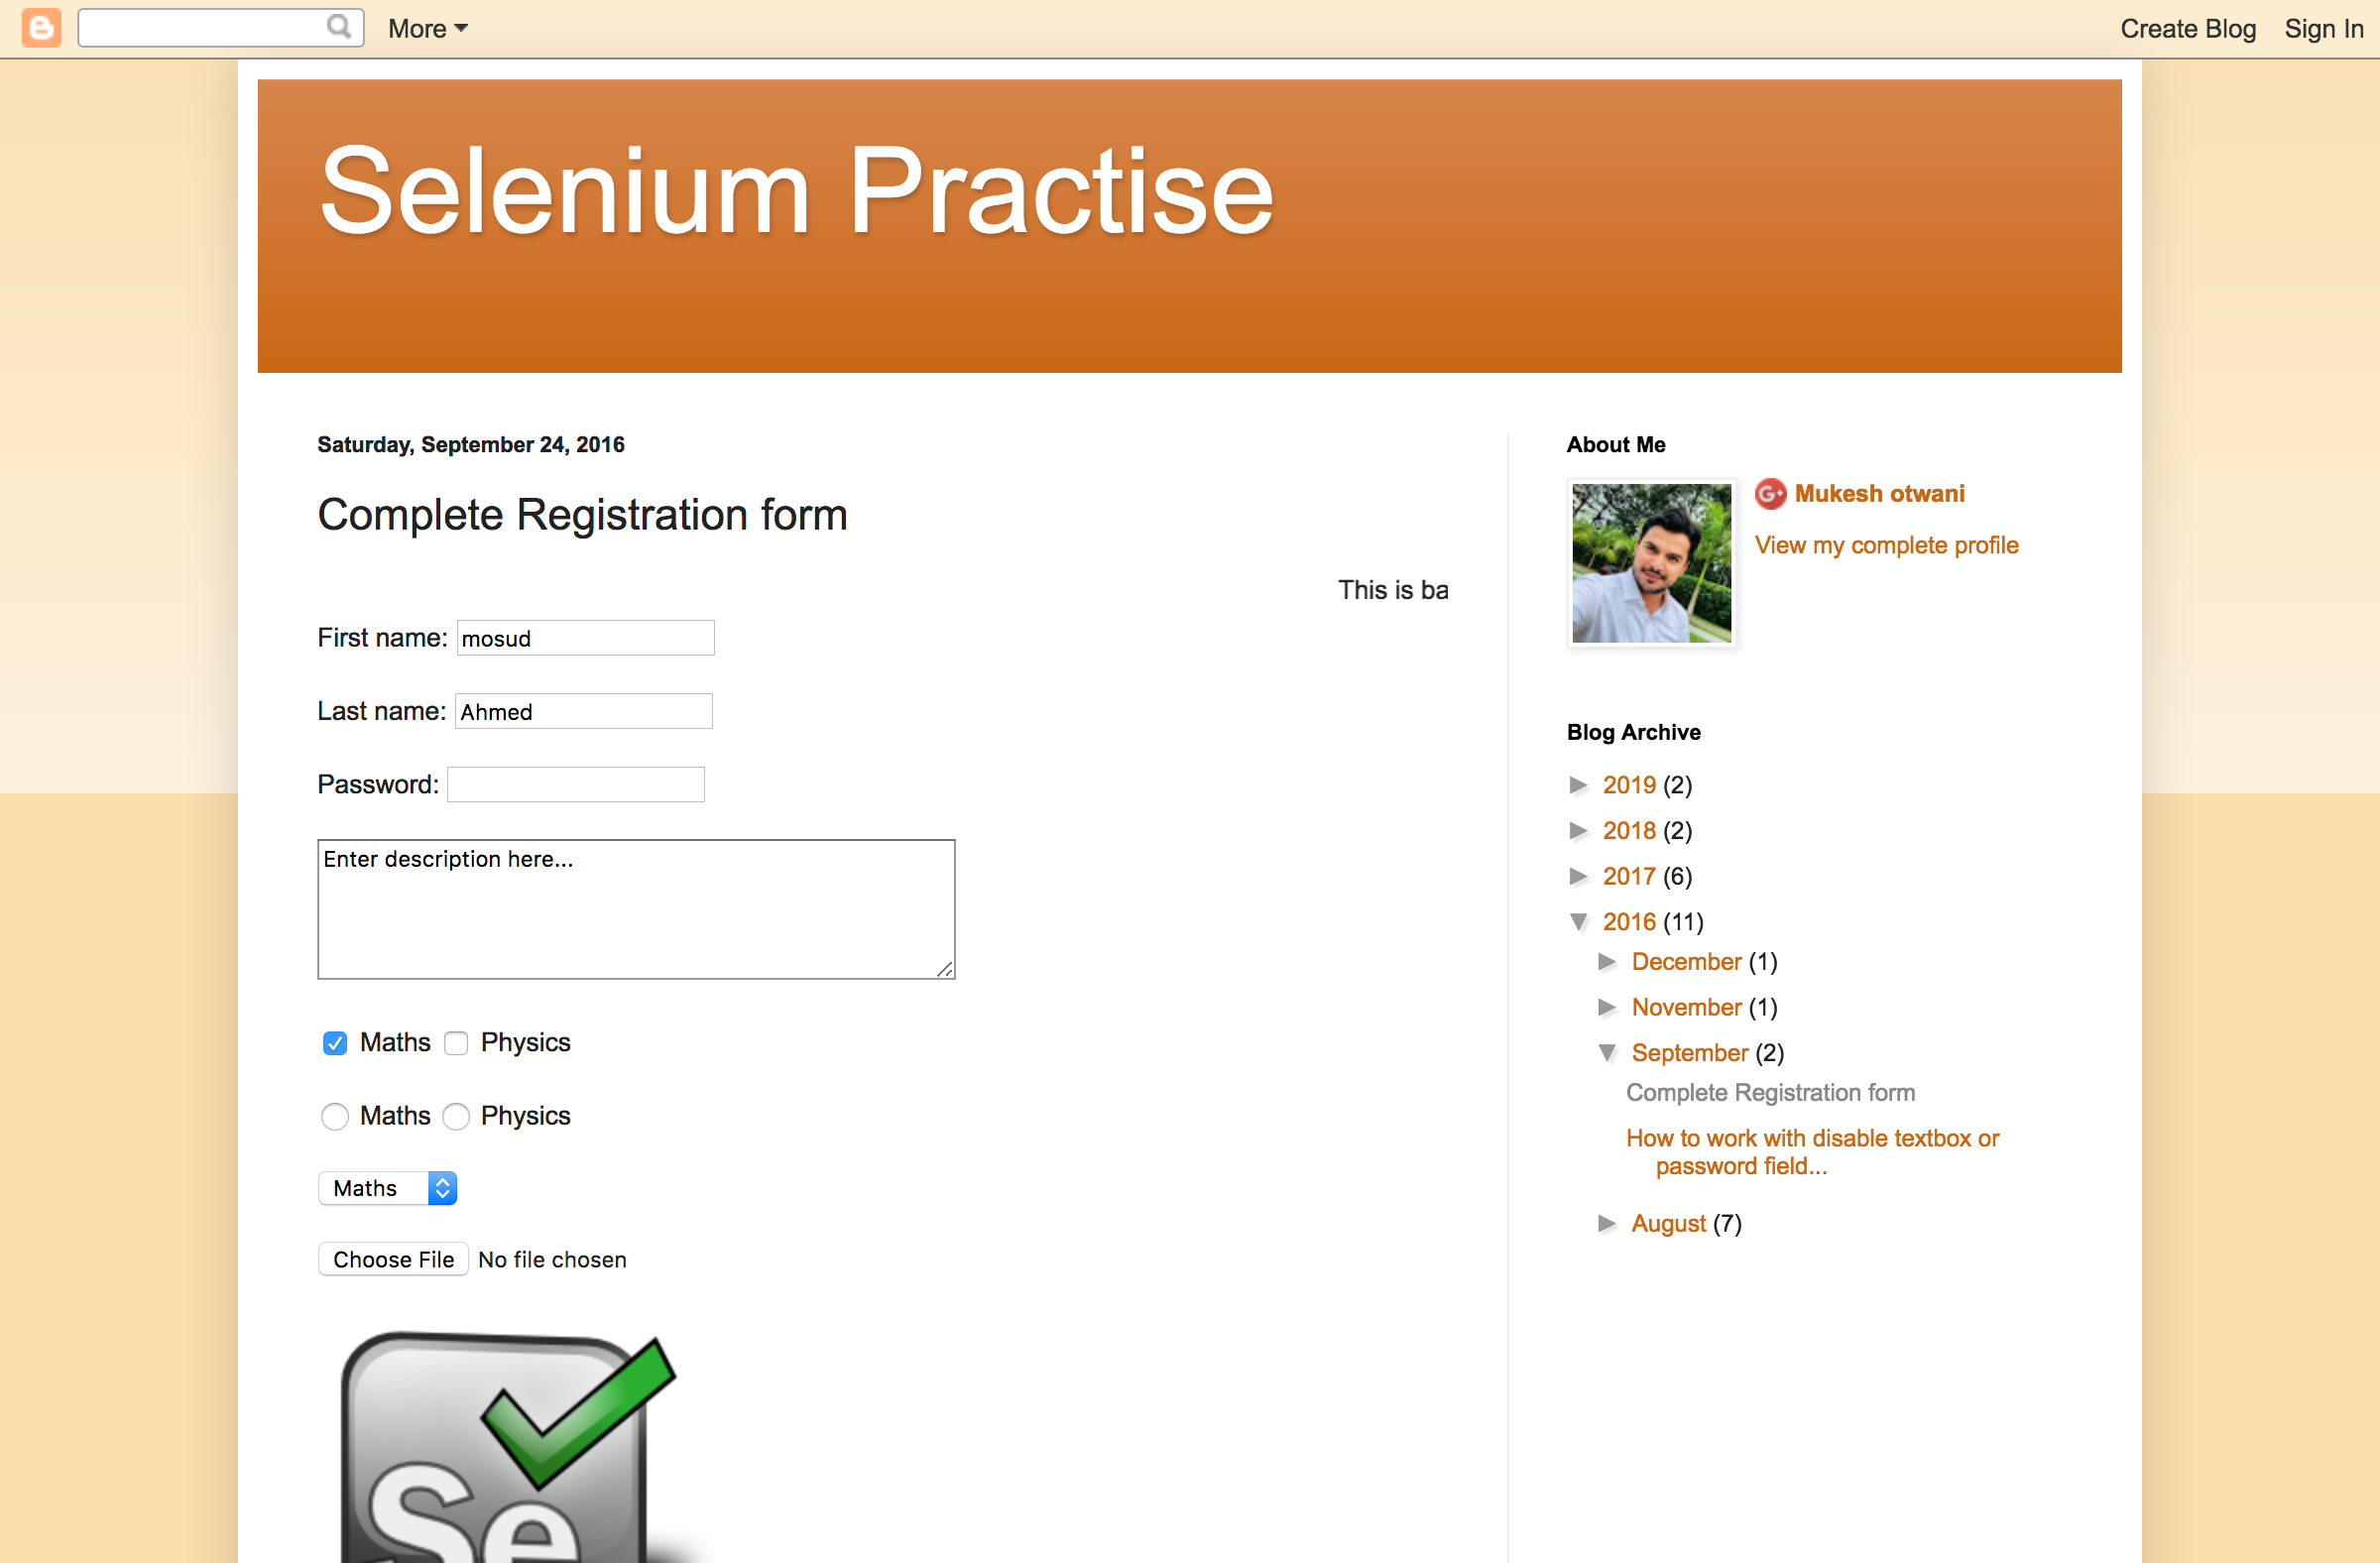 More
Create Blog
Sign In
Selenium Practise
Saturday, September 24, 2016
Complete Registration form
This is ba
First name: mosud
Last name: Ahmed
Password:
Enter description here...
Maths Physics
Maths Physics
Maths
Choose File No file chosen
Se
About Me
G+ Mukesh otwani
View my complete profile
Blog Archive
► 2019 (2)
► 2018 (2)
► 2017 (6)
▼ 2016 (11)
► December (1)
► November (1)
▼ September (2)
Complete Registration form
How to work with disable textbox or
password field...
► August (7)